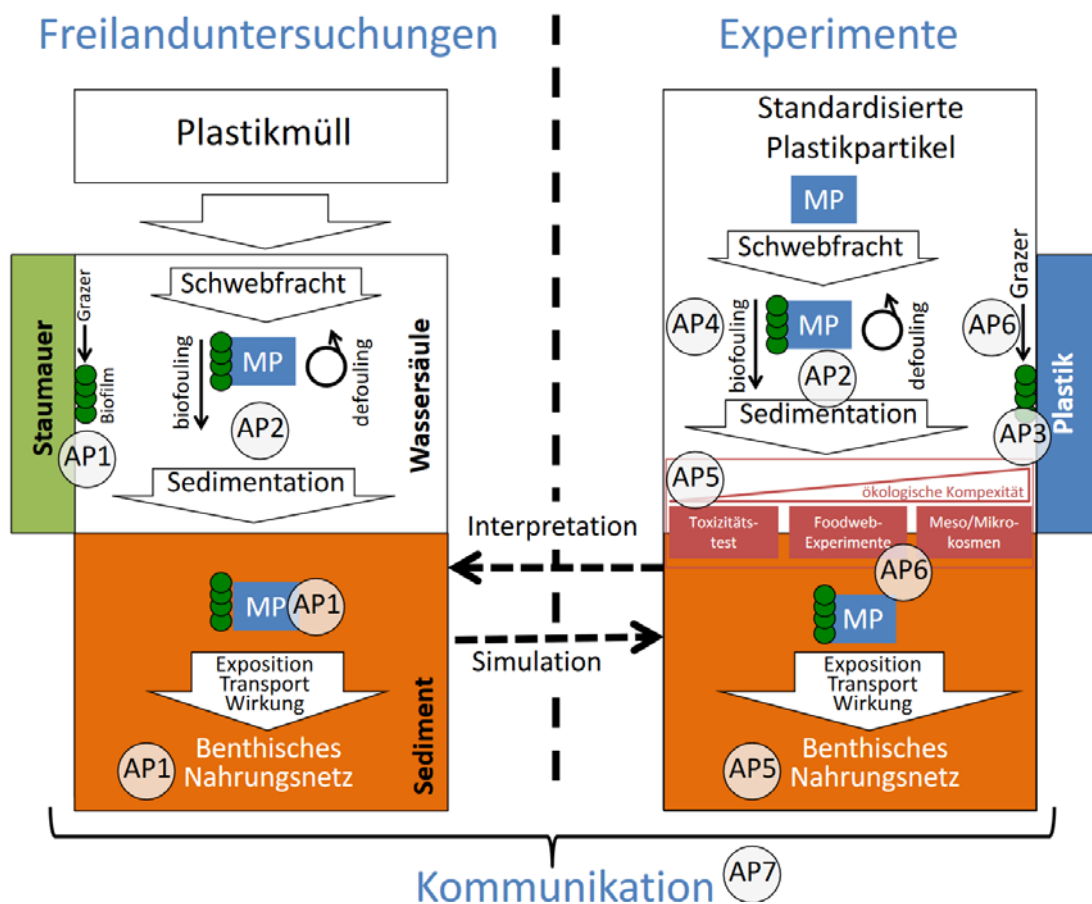 Freilanduntersuchungen
Plastikmüll
Schwebfracht
Staumauer
Grazer
Biofilm
AP1
biofouling
MP
defouling
AP2
Wassersäule
Sedimentation
MP
AP1
Exposition
Transport
Wirkung
AP1
Benthisches
Nahrungsnetz
Sediment
Interpretation
Simulation
Experimente
Standardisierte
Plastikpartikel
MP
Schwebfracht
AP4
biofouling
MP
AP2
defouling
AP6
Grazer
Plastik
AP3
Sedimentation
AP5
ökologische Kompexität
Toxizitäts-
test
Foodweb-
Experimente
Meso/Mikro-
kosmen
AP6
MP
Exposition
Transport
Wirkung
AP5
Benthisches
Nahrungsnetz
Kommunikation
AP7